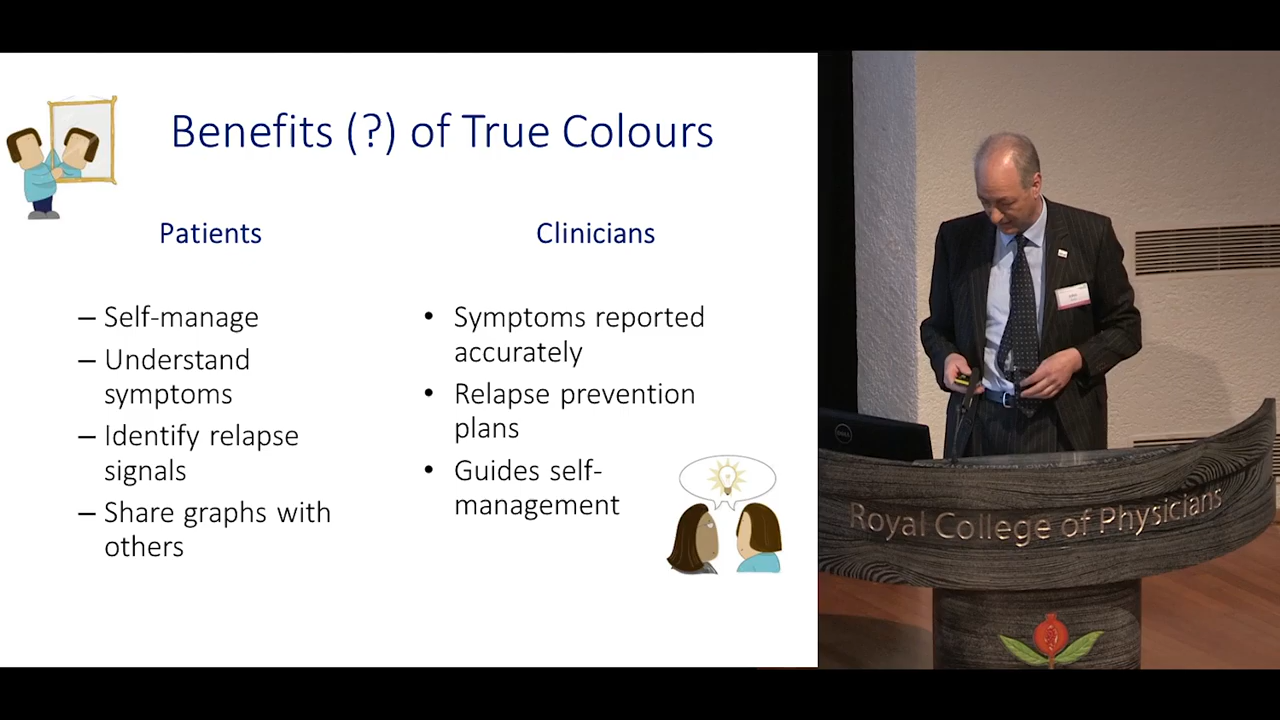 Benefits (?) of True Colours
Patients
– Self-manage
– Understand
symptoms
– Identify relapse
signals
– Share graphs with
others
Clinicians
• Symptoms reported
accurately
• Relapse prevention
plans
• Guides self-
management
DELL
Royal College of Physicians